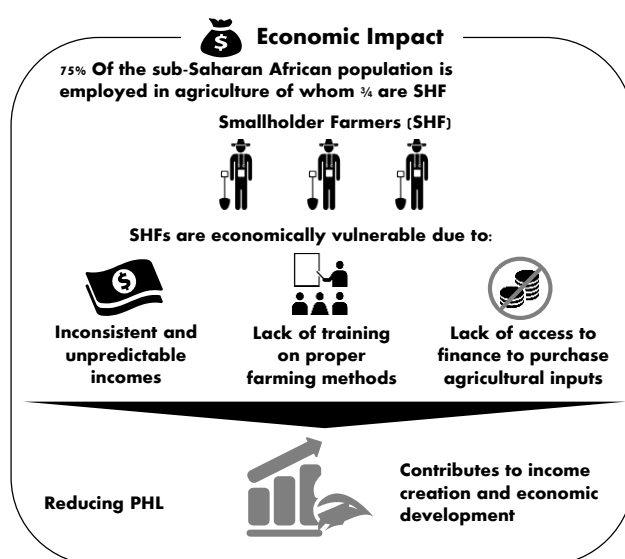 $ Economic Impact
75% Of the sub-Saharan African population is
employed in agriculture of whom ¾ are SHF
Smallholder Farmers (SHF)
SHFs are economically vulnerable due to:
$
Inconsistent and
unpredictable
incomes
Lack of training
on proper
farming methods
Lack of access to
finance to purchase
agricultural inputs
Reducing PHL
Contributes to income
creation and economic
development